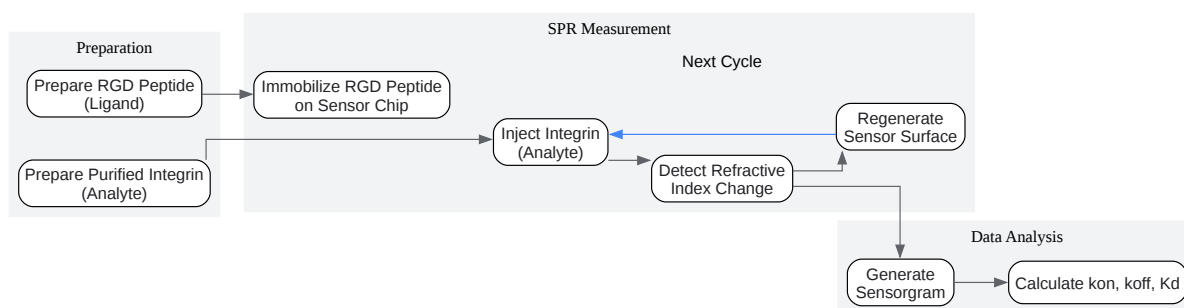 SPR Measurement
Preparation
Next Cycle
Prepare RGD Peptide
(Ligand)
Immobilize RGD Peptide
on Sensor Chip
Regenerate
Sensor Surface
Inject Integrin
(Analyte)
Prepare Purified Integrin
(Analyte)
Detect Refractive
Index Change
Data Analysis
Generate
Sensorgram
Calculate kon, koff, Kd